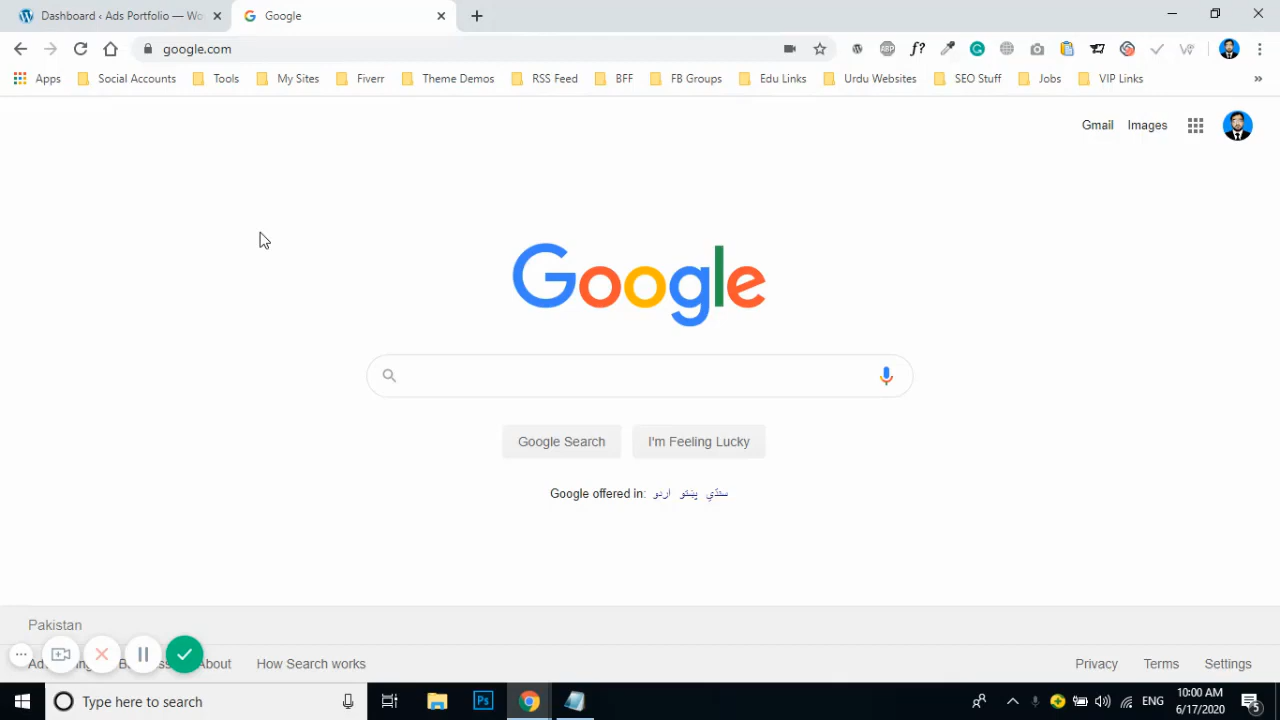 Dashboard ‹ Ads Portfolio — Wo
Google
google.com
ABP
f?
Apps
Social Accounts
Tools
My Sites
Fiverr
Theme Demos
RSS Feed
BFF
FB Groups
Edu Links
Urdu Websites
SEO Stuff
Jobs
VIP Links
»
Gmail
Images
Google
Google Search
I'm Feeling Lucky
Google offered in: اردو پښتو سنڌي
Pakistan
About
How Search works
Privacy
Terms
Settings
Type here to search
Ps
ENG
10:00 AM
6/17/2020
5